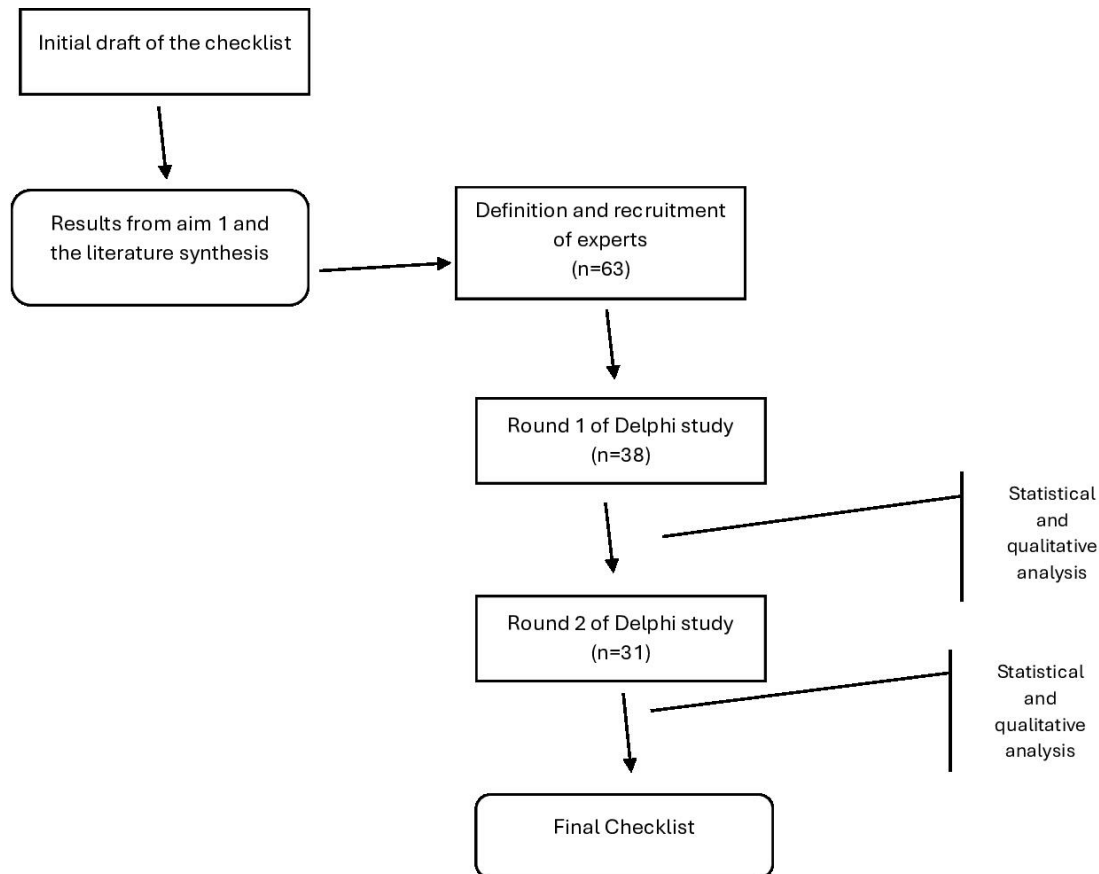 Initial draft of the checklist
Results from aim 1 and
the literature synthesis
Definition and recruitment
of experts
(n=63)
Round 1 of Delphi study
(n=38)
Statistical
and
qualitative
analysis
Round 2 of Delphi study
(n=31)
Statistical
and
qualitative
analysis
Final Checklist